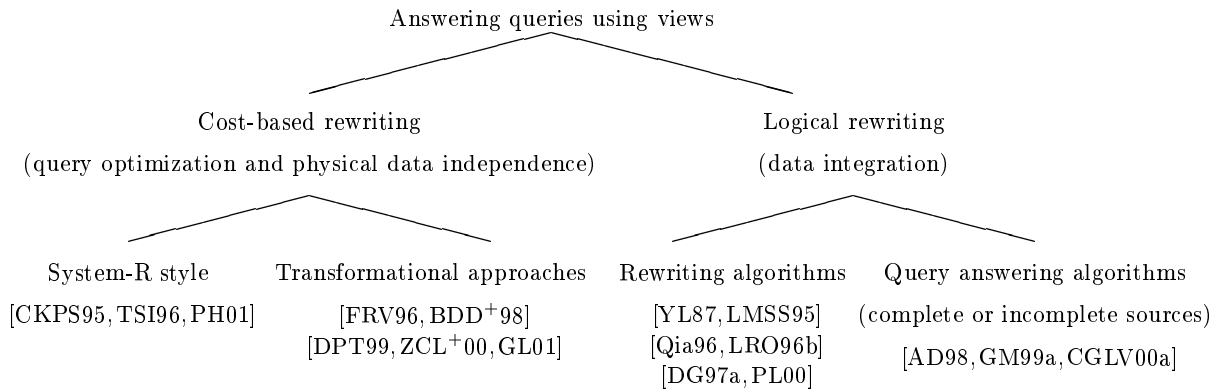 Answering queries using views
Cost-based rewriting
(query optimization and physical data independence)
Logical rewriting
(data integration)
System-R style
[CKPS95, TSI96, PH01]
Transformational approaches
[FRV96, BDD+98]
[DPT99, ZCL+00, GL01]
Rewriting algorithms
[YL87, LMSS95]
[Qia96, LRO96b]
[DG97a, PL00]
Query answering algorithms
(complete or incomplete sources)
[AD98, GM99a, CGLV00a]